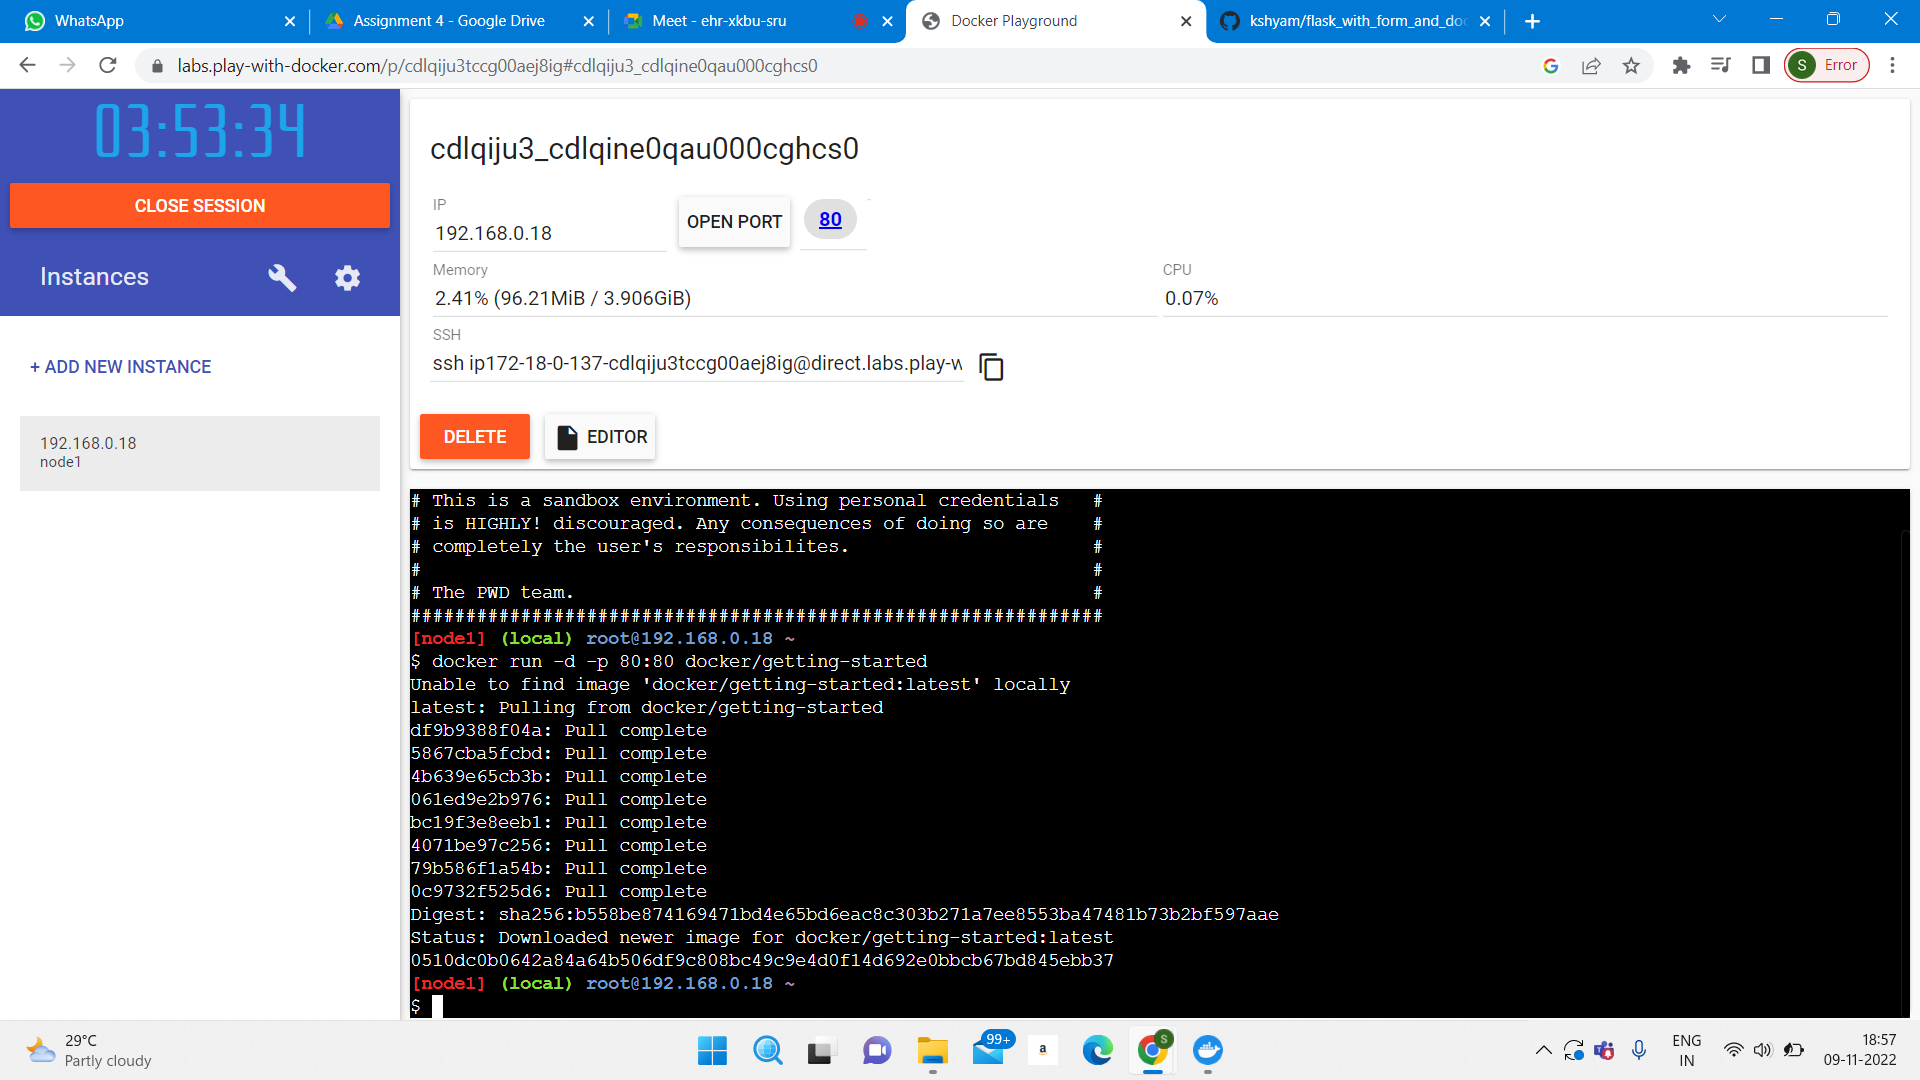 WhatsApp
Assignment 4 - Google Drive
Meet - ehr-xkbu-sru
Docker Playground
kshyam/flask_with_form_and_doc
labs.play-with-docker.com/p/cdlqiju3tccg00aej8ig#cdlqiju3_cdlqine0qau000cghcs0
S Error
03:53:34
CLOSE SESSION
Instances
+ ADD NEW INSTANCE
192.168.0.18
node1
cdlqiju3_cdlqine0qau000cghcs0
IP
192.168.0.18
OPEN PORT
80
Memory
2.41% (96.21MiB / 3.906GiB)
CPU
0.07%
SSH
ssh ip172-18-0-137-cdlqiju3tccg00aej8ig@direct.labs.play-w
DELETE
EDITOR
# This is a sandbox environment. Using personal credentials #
# is HIGHLY! discouraged. Any consequences of doing so are #
# completely the user's responsibilites. #
# #
# The PWD team. #
###############################################################
[node1] (local) root@192.168.0.18 ~
$ docker run -d -p 80:80 docker/getting-started
Unable to find image 'docker/getting-started:latest' locally
latest: Pulling from docker/getting-started
df9b9388f04a: Pull complete
5867cba5fcbd: Pull complete
4b639e65cb3b: Pull complete
061ed9e2b976: Pull complete
bc19f3e8eeb1: Pull complete
4071be97c256: Pull complete
79b586f1a54b: Pull complete
0c9732f525d6: Pull complete
Digest: sha256:b558be874169471bd4e65bd6eac8c303b271a7ee8553ba47481b73b2bf597aae
Status: Downloaded newer image for docker/getting-started:latest
0510dc0b0642a84a64b506df9c808bc49c9e4d0f14d692e0bbcb67bd845ebb37
[node1] (local) root@192.168.0.18 ~
$
29°C
Partly cloudy
99+
a
S
ENG
IN
18:57
09-11-2022